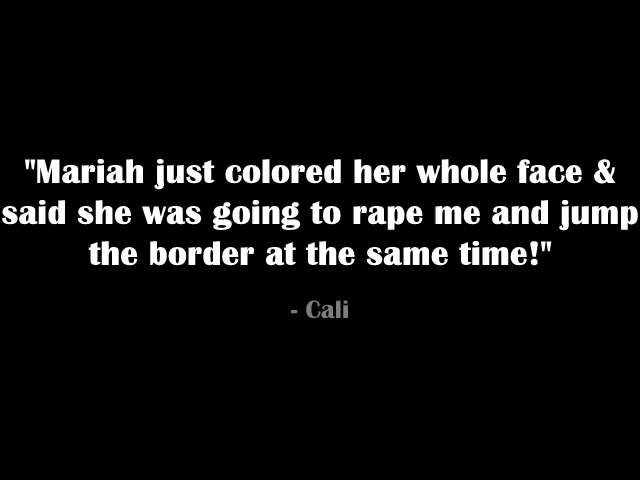 "Mariah just colored her whole face &
said she was going to rape me and jump
the border at the same time!"
- Cali